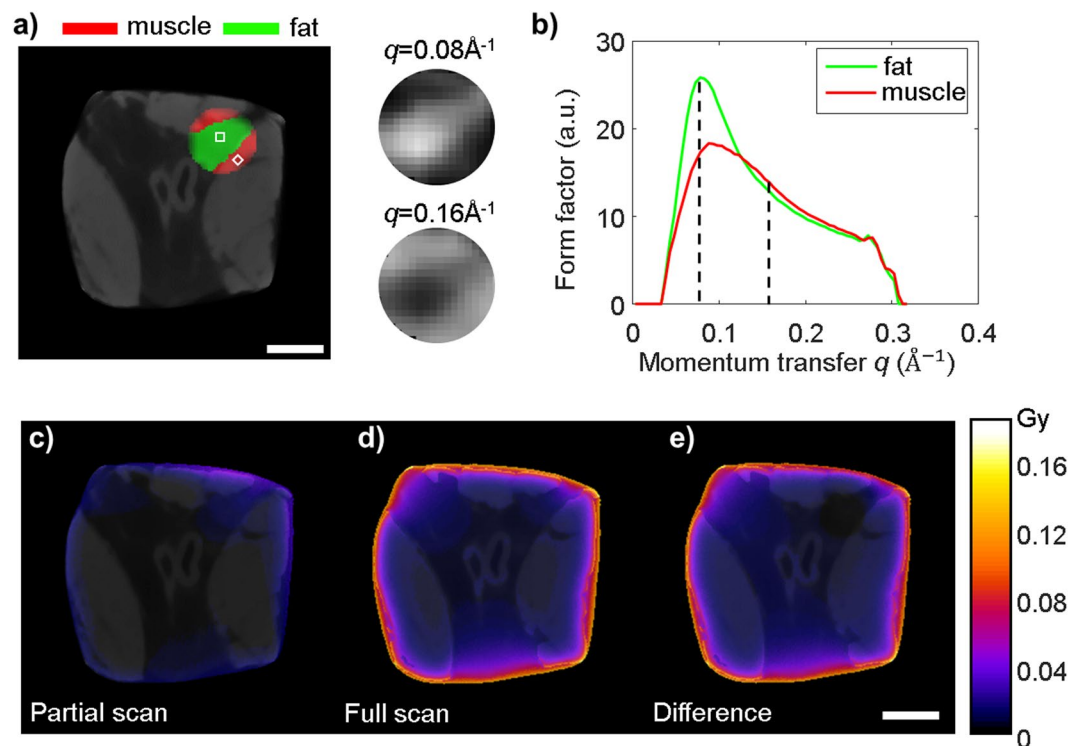 a) muscle fat
q=0.08Å⁻¹
q=0.16Å⁻¹
b)
30
20
10
0
Form factor (a.u.)
fat
muscle
0 0.1 0.2 0.3 0.4
Momentum transfer q (Å⁻¹)
c) d) e)
Partial scan Full scan Difference
Gy
0.16
0.12
0.08
0.04
0